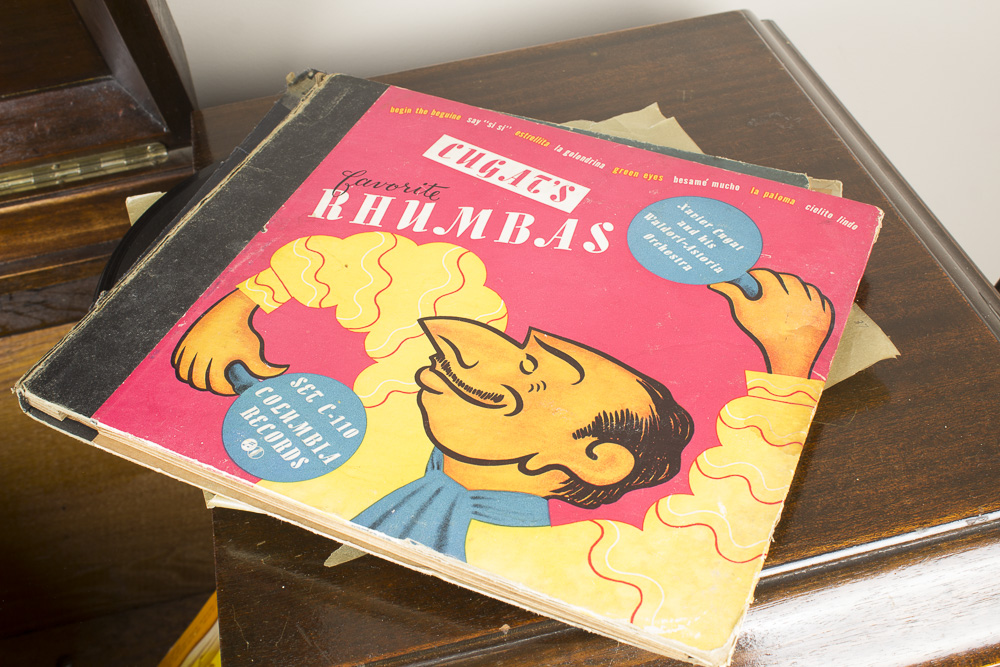 begin the beguine say "si si" estrellita la golondrina green eyes besamé mucho la paloma cielito lindo
CUGAT'S
favorite
RHUMBAS
Xavier Cugat
and his
Waldorf-Astoria
Orchestra
SET C-110
COLUMBIA
RECORDS